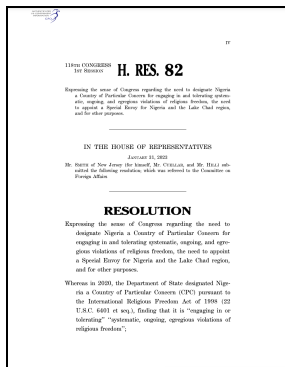 IV
118TH CONGRESS
1ST SESSION
H. RES. 82
Expressing the sense of Congress regarding the need to designate Nigeria
a Country of Particular Concern for engaging in and tolerating system-
atic, ongoing, and egregious violations of religious freedom, the need
to appoint a Special Envoy for Nigeria and the Lake Chad region,
and for other purposes.
IN THE HOUSE OF REPRESENTATIVES
JANUARY 31, 2023
Mr. SMITH of New Jersey (for himself, Mr. CUELLAR, and Mr. HILL) sub-
mitted the following resolution; which was referred to the Committee on
Foreign Affairs
RESOLUTION
Expressing the sense of Congress regarding the need to
designate Nigeria a Country of Particular Concern for
engaging in and tolerating systematic, ongoing, and egre-
gious violations of religious freedom, the need to appoint
a Special Envoy for Nigeria and the Lake Chad region,
and for other purposes.
Whereas in 2020, the Department of State designated Nige-
ria a Country of Particular Concern (CPC) pursuant to
the International Religious Freedom Act of 1998 (22
U.S.C. 6401 et seq.), finding that it is “engaging in or
tolerating” “systematic, ongoing, egregious violations of
religious freedom”;